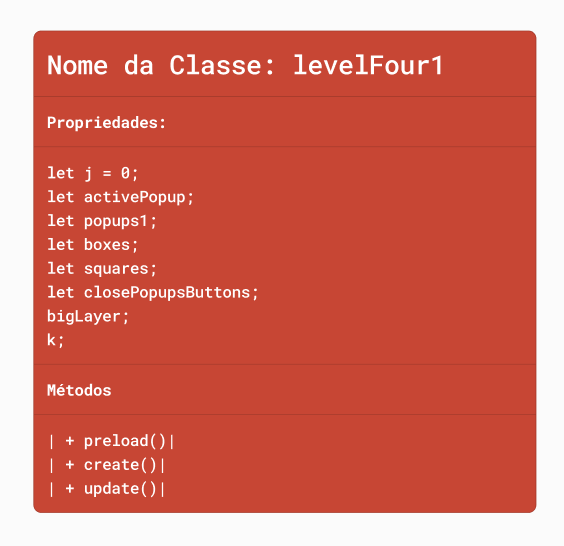 Nome da Classe: levelFour1
Propriedades:
let j = 0;
let activePopup;
let popups1;
let boxes;
let squares;
let closePopupsButtons;
bigLayer;
k;
Métodos
| + preload()|
| + create()|
| + update()|